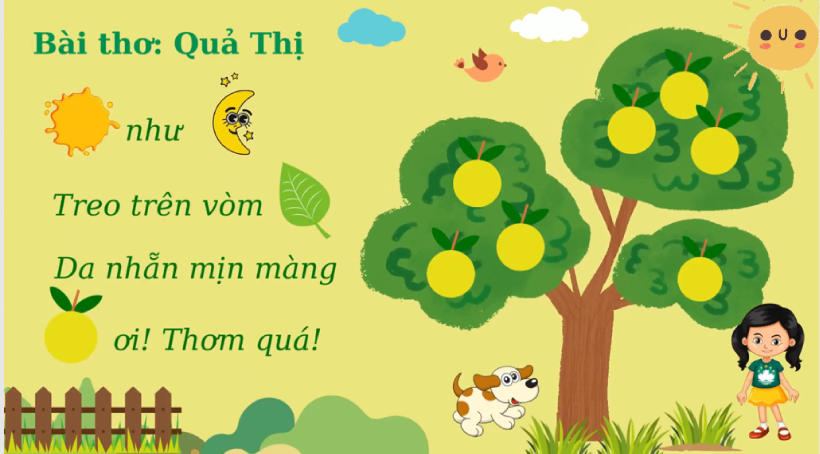 Bài thơ: Quả Thị
như
Treo trên vòm
Da nhẵn mịn màng
ơi! Thơm quá!